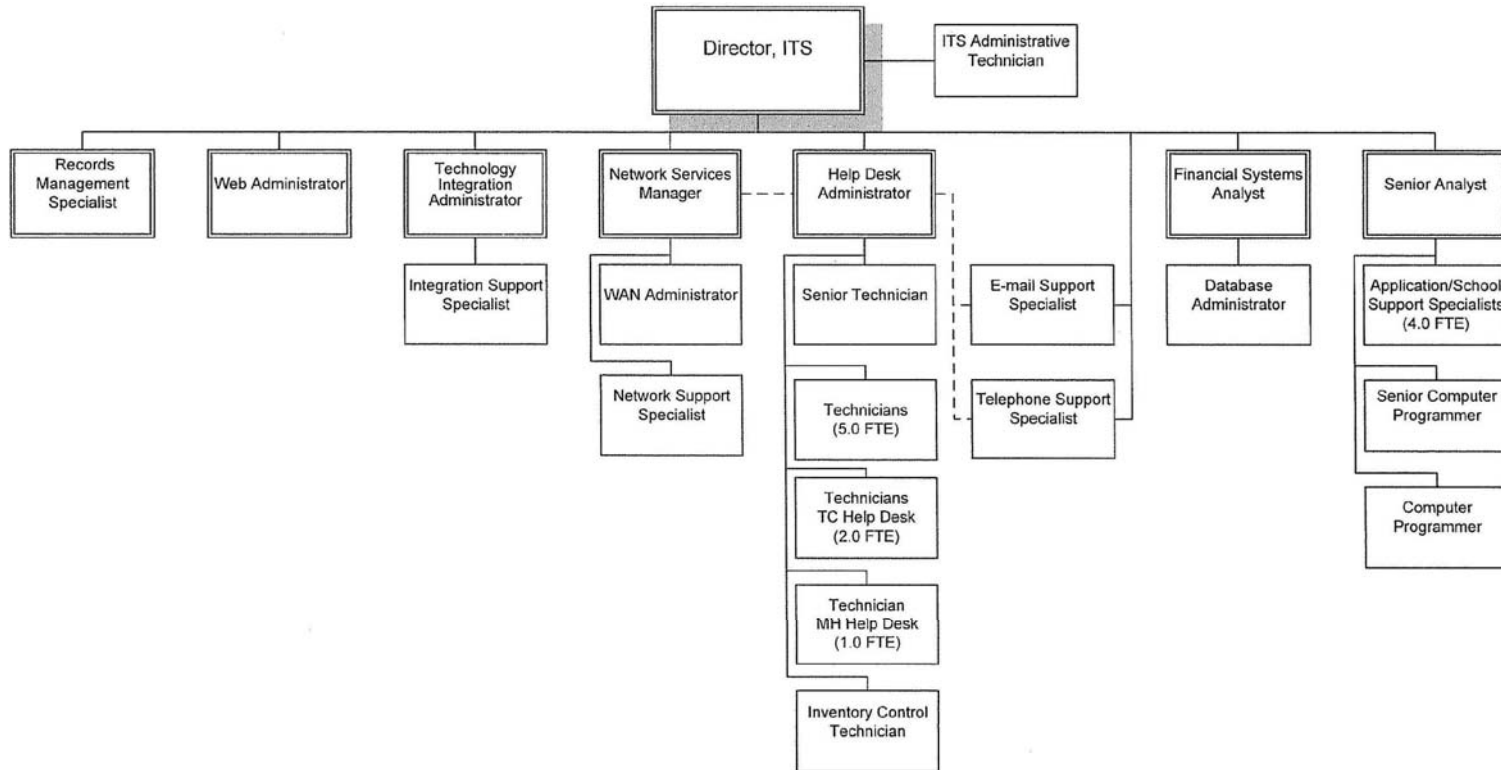 Director, ITS
ITS Administrative
Technician
Records
Management
Specialist
Web Administrator
Technology
Integration
Administrator
Network Services
Manager
Help Desk
Administrator
Financial Systems
Analyst
Senior Analyst
Integration Support
Specialist
WAN Administrator
Senior Technician
E-mail Support
Specialist
Database
Administrator
Application/School
Support Specialists
(4.0 FTE)
Network Support
Specialist
Technicians
(5.0 FTE)
Telephone Support
Specialist
Senior Computer
Programmer
Technicians
TC Help Desk
(2.0 FTE)
Computer
Programmer
Technician
MH Help Desk
(1.0 FTE)
Inventory Control
Technician